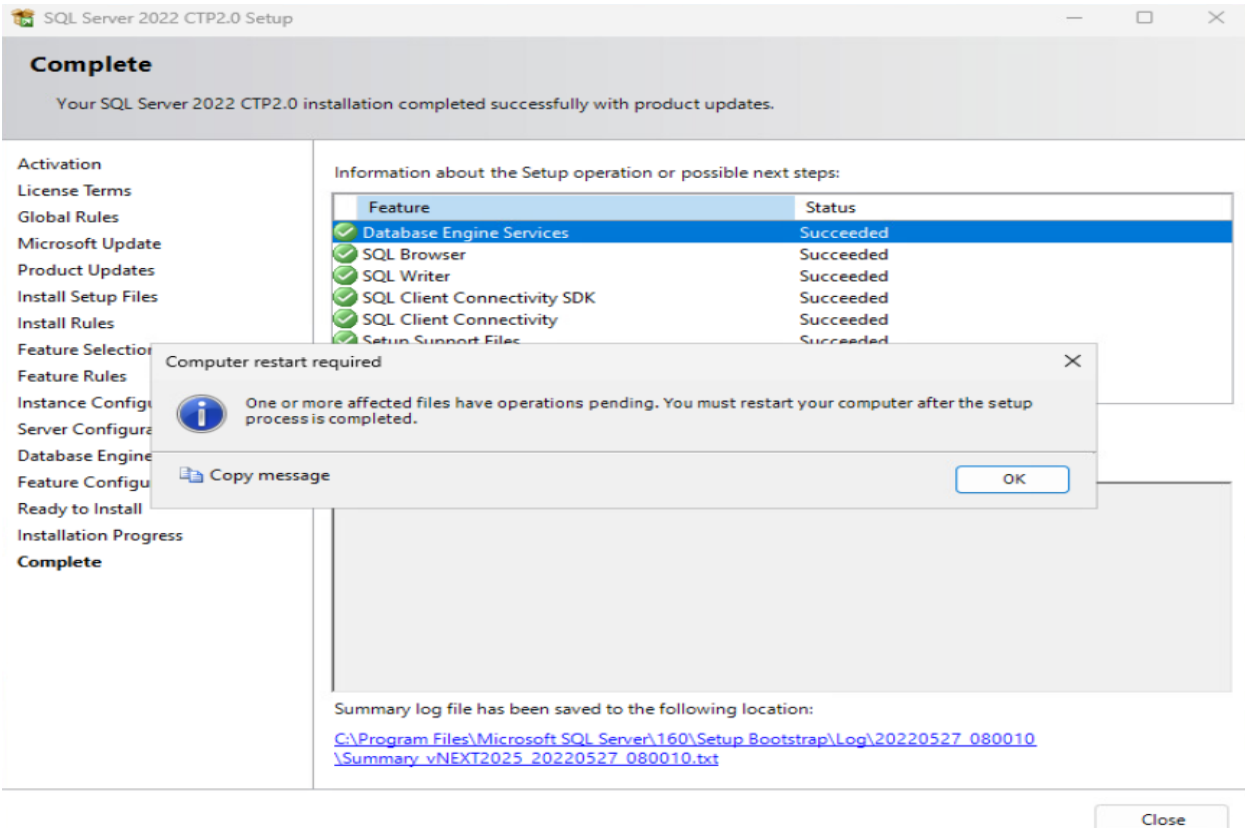 SQL Server 2022 CTP2.0 Setup
Complete
Your SQL Server 2022 CTP2.0 installation completed successfully with product updates.
Activation
License Terms
Global Rules
Microsoft Update
Product Updates
Install Setup Files
Install Rules
Feature Selection
Feature Rules
Instance Configu
Server Configura
Database Engine
Feature Configu
Ready to Install
Installation Progress
Complete
Information about the Setup operation or possible next steps:
Feature Status
Database Engine Services Succeeded
SQL Browser Succeeded
SQL Writer Succeeded
SQL Client Connectivity SDK Succeeded
SQL Client Connectivity Succeeded
Setup Support Files Succeeded
Computer restart required
One or more affected files have operations pending. You must restart your computer after the setup
process is completed.
Copy message
OK
Summary log file has been saved to the following location:
C:\Program Files\Microsoft SQL Server\160\Setup Bootstrap\Log\20220527_080010
\Summary_vNEXT2025_20220527_080010.txt
Close